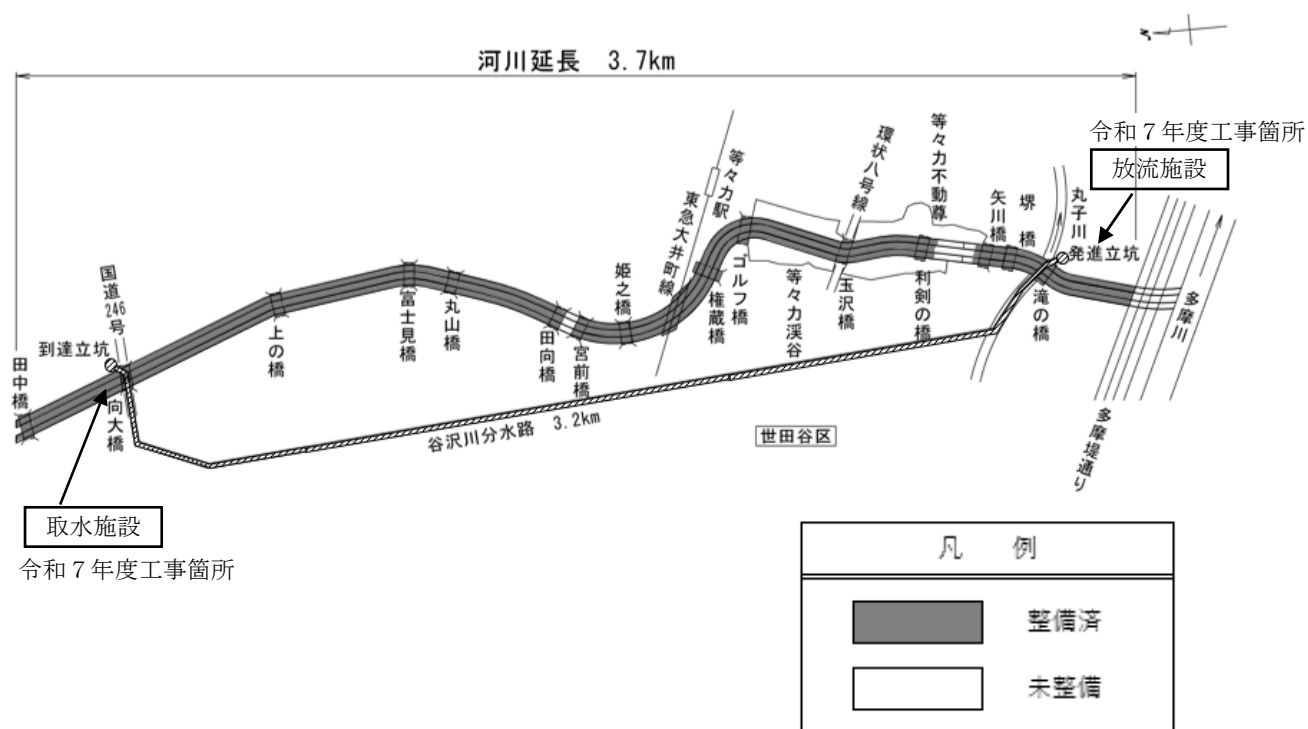 河川延長 3.7km
N
令和７年度工事箇所
放流施設
田中橋
到達立坑
国道246号
向大橋
上の橋
富士見橋
丸山橋
田向橋
宮前橋
姫之橋
東急大井町線
等々力駅
権蔵橋
ゴルフ橋
等々力渓谷
環状八号線
玉沢橋
等々力不動尊
利剣の橋
矢川橋
堺橋
丸子川
発進立坑
滝の橋
多摩川
多摩堤通り
谷沢川分水路 3.2km
世田谷区
取水施設
令和７年度工事箇所
凡 例
整備済
未整備